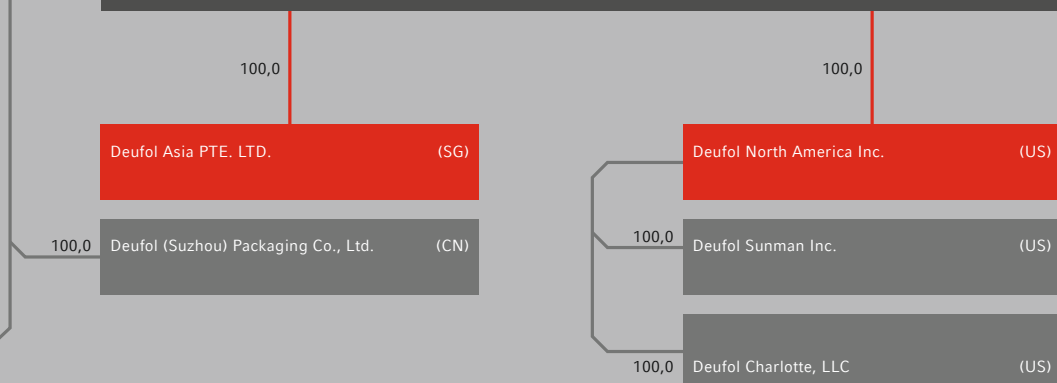 100,0
100,0
Deufol Asia PTE. LTD. (SG)
Deufol North America Inc. (US)
100,0
Deufol (Suzhou) Packaging Co., Ltd. (CN)
100,0
Deufol Sunman Inc. (US)
100,0
Deufol Charlotte, LLC (US)